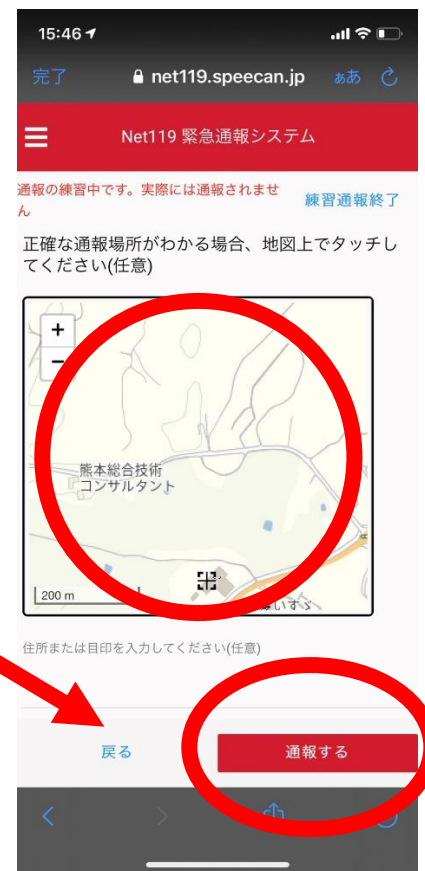 15:46
完了 net119.speecan.jp ぁあ
Net119 緊急通報システム
通報の練習中です。実際には通報されませ
ん
練習通報終了
正確な通報場所がわかる場合、地図上でタッチし
てください(任意)
+
−
熊本総合技術
コンサルタント
200 m
いすゞ
住所または目印を入力してください(任意)
戻る 通報する